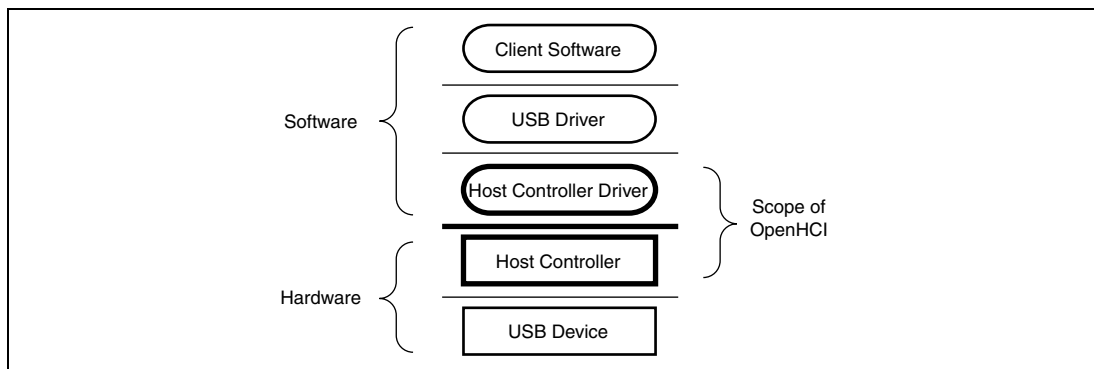 Client Software
Software
USB Driver
Host Controller Driver
Scope of
OpenHCI
Host Controller
Hardware
USB Device